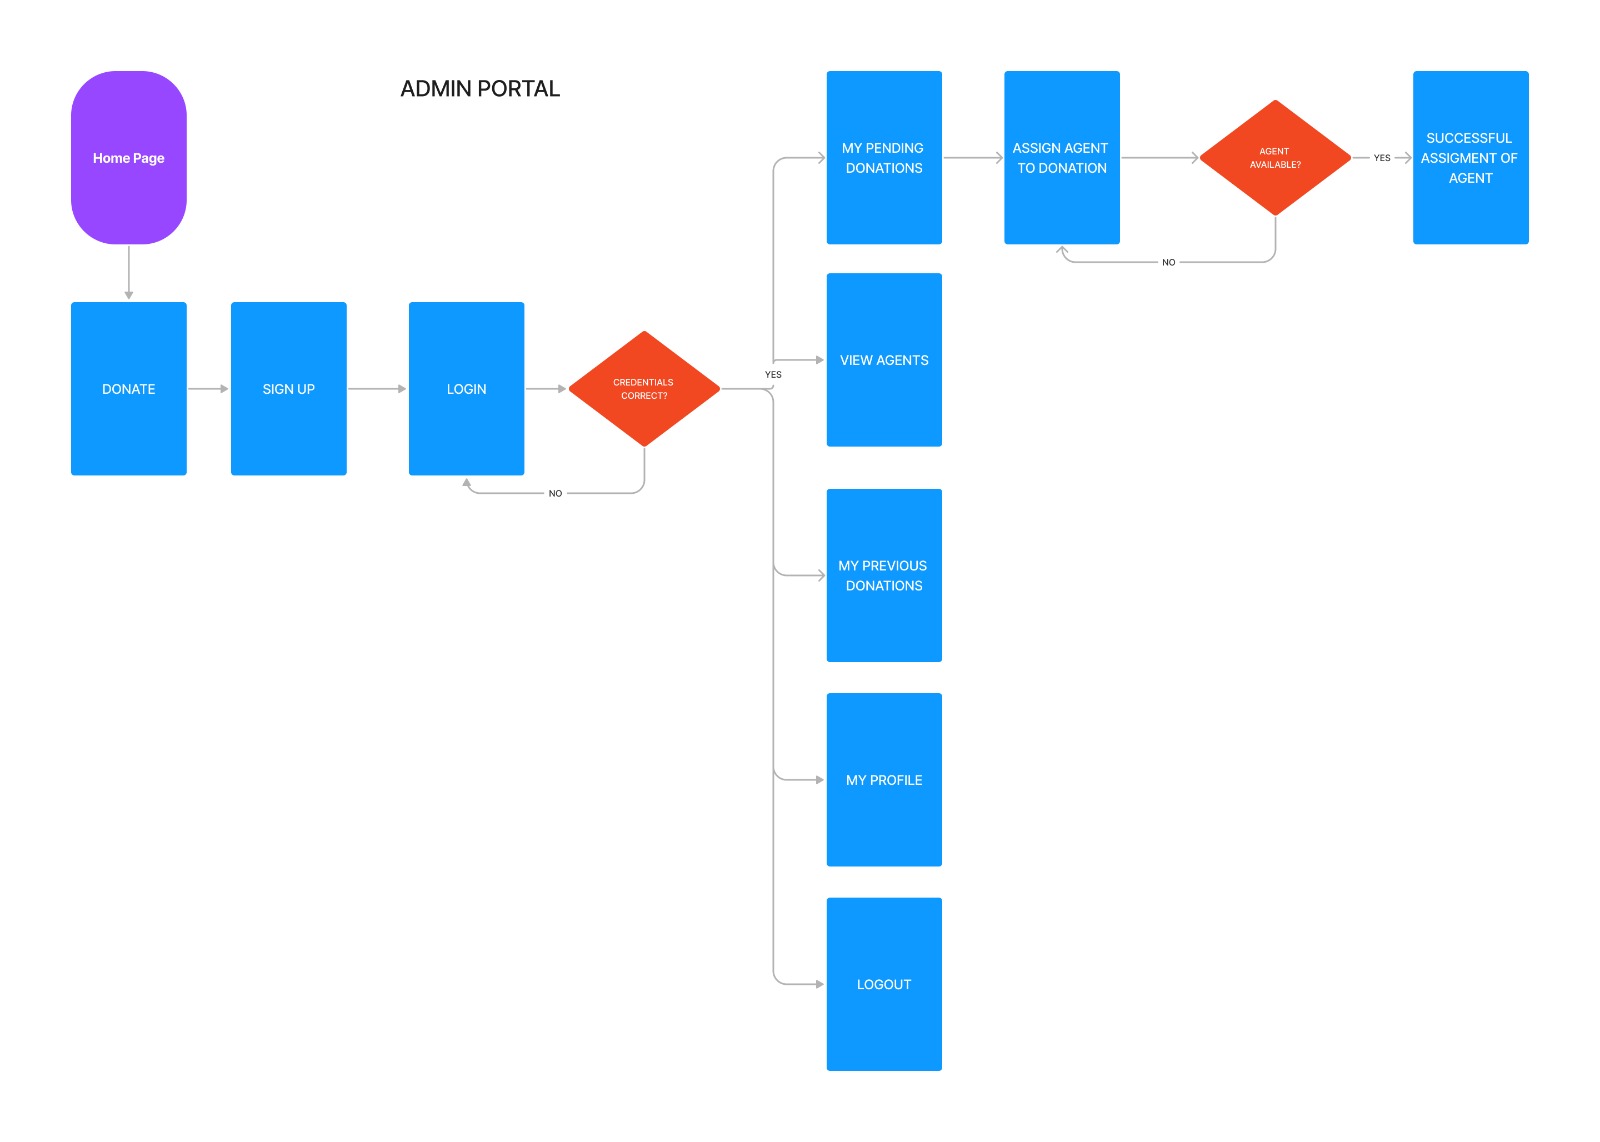 ADMIN PORTAL
Home Page
DONATE
SIGN UP
LOGIN
CREDENTIALS
CORRECT?
NO
YES
MY PENDING
DONATIONS
ASSIGN AGENT
TO DONATION
AGENT
AVAILABLE?
NO
YES
SUCCESSFUL
ASSIGMENT OF
AGENT
VIEW AGENTS
MY PREVIOUS
DONATIONS
MY PROFILE
LOGOUT